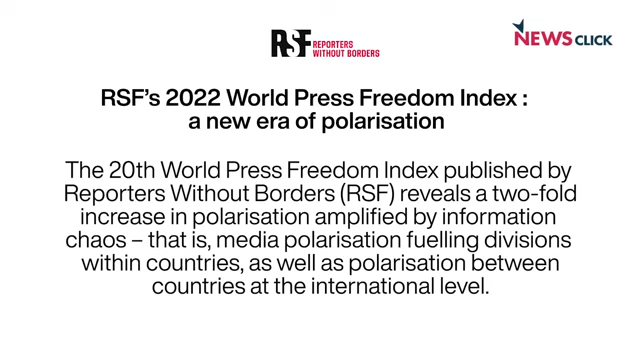 RSF REPORTERS
WITHOUT BORDERS
NEWSCLICK
RSF's 2022 World Press Freedom Index :
a new era of polarisation
The 20th World Press Freedom Index published by
Reporters Without Borders (RSF) reveals a two-fold
increase in polarisation amplified by information
chaos – that is, media polarisation fuelling divisions
within countries, as well as polarisation between
countries at the international level.